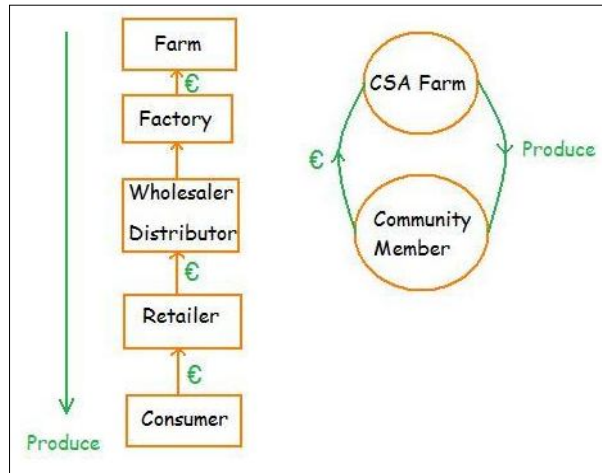 Farm
€
Factory
Wholesaler
Distributor
€
Retailer
€
Consumer
Produce
CSA Farm
€
Produce
Community
Member